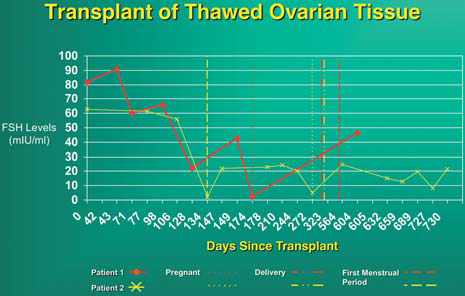 Transplant of Thawed Ovarian Tissue
FSH Levels
(mIU/ml)
100
90
80
70
60
50
40
30
20
10
0
0 42 43 71 77 98 106 128 134 147 149 174 178 210 244 272 323 564 604 605 632 659 689 727 730
Days Since Transplant
Patient 1 Pregnant Delivery First Menstrual
Period
Patient 2